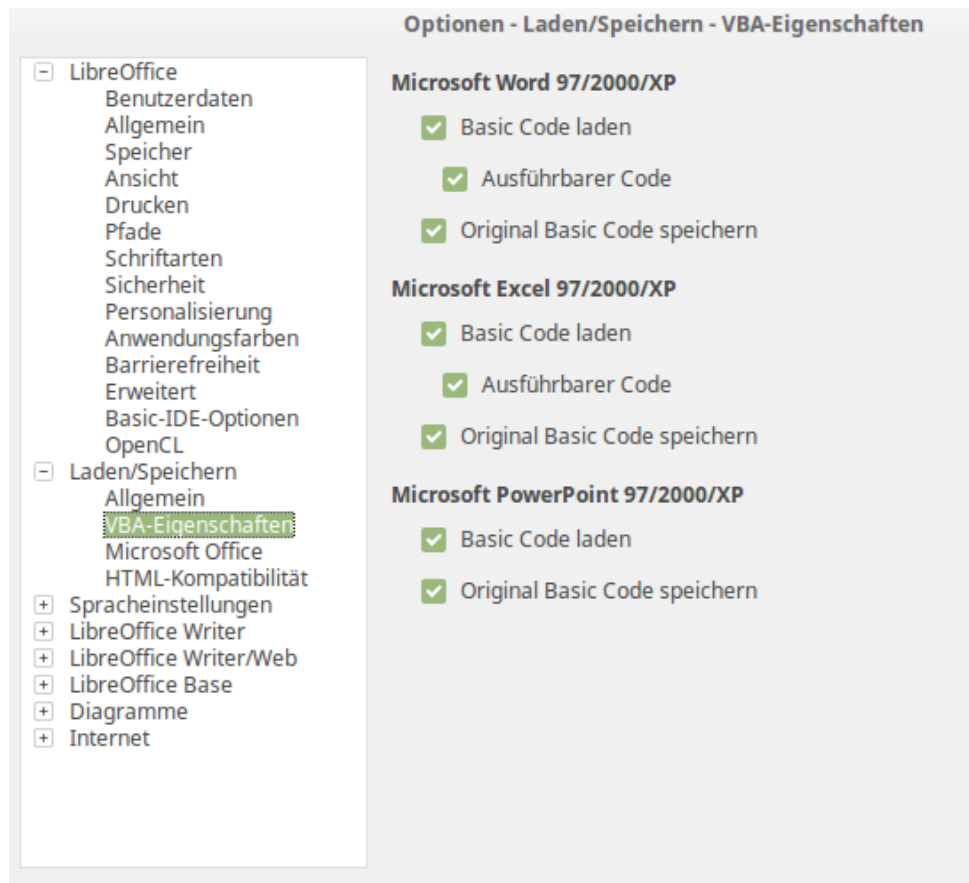 Optionen - Laden/Speichern - VBA-Eigenschaften
LibreOffice
Benutzerdaten
Allgemein
Speicher
Ansicht
Drucken
Pfade
Schriftarten
Sicherheit
Personalisierung
Anwendungsfarben
Barrierefreiheit
Erweitert
Basic-IDE-Optionen
OpenCL
Laden/Speichern
Allgemein
VBA-Eigenschaften
Microsoft Office
HTML-Kompatibilität
Spracheinstellungen
LibreOffice Writer
LibreOffice Writer/Web
LibreOffice Base
Diagramme
Internet
Microsoft Word 97/2000/XP
Basic Code laden
Ausführbarer Code
Original Basic Code speichern
Microsoft Excel 97/2000/XP
Basic Code laden
Ausführbarer Code
Original Basic Code speichern
Microsoft PowerPoint 97/2000/XP
Basic Code laden
Original Basic Code speichern